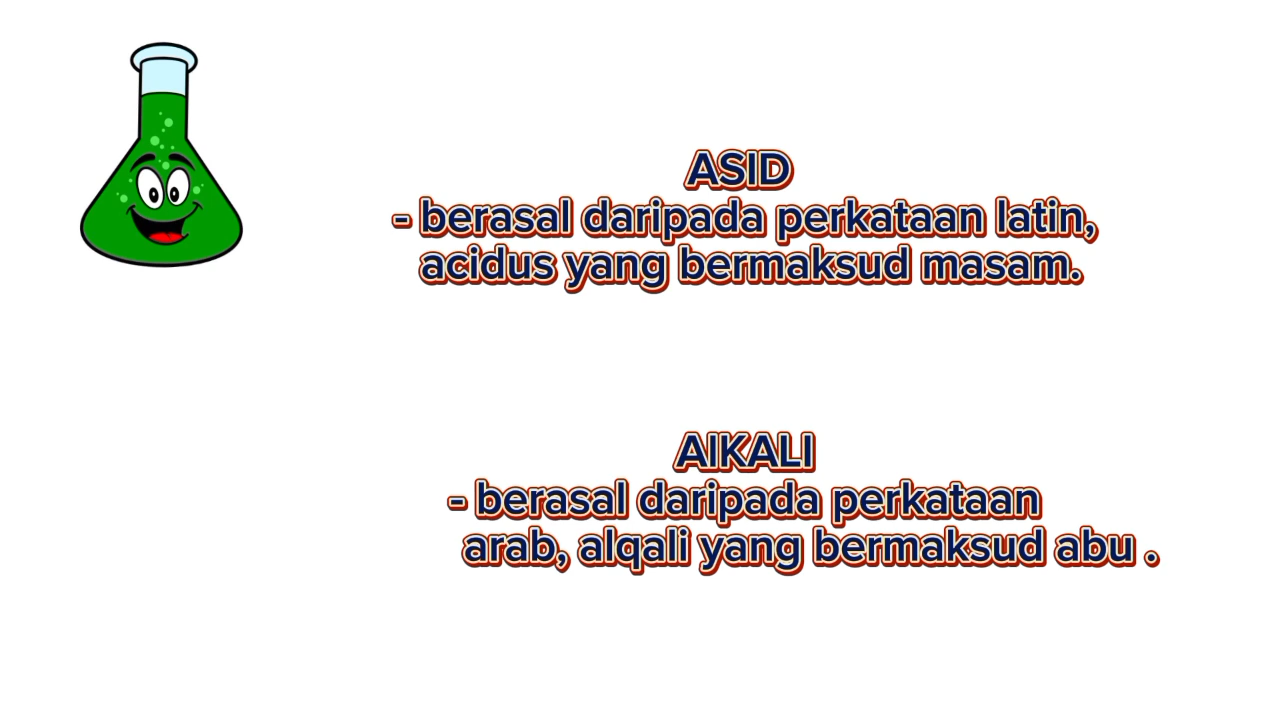 ASID
- berasal daripada perkataan latin,
acidus yang bermaksud masam.
AIKALI
- berasal daripada perkataan
arab, alqali yang bermaksud abu .